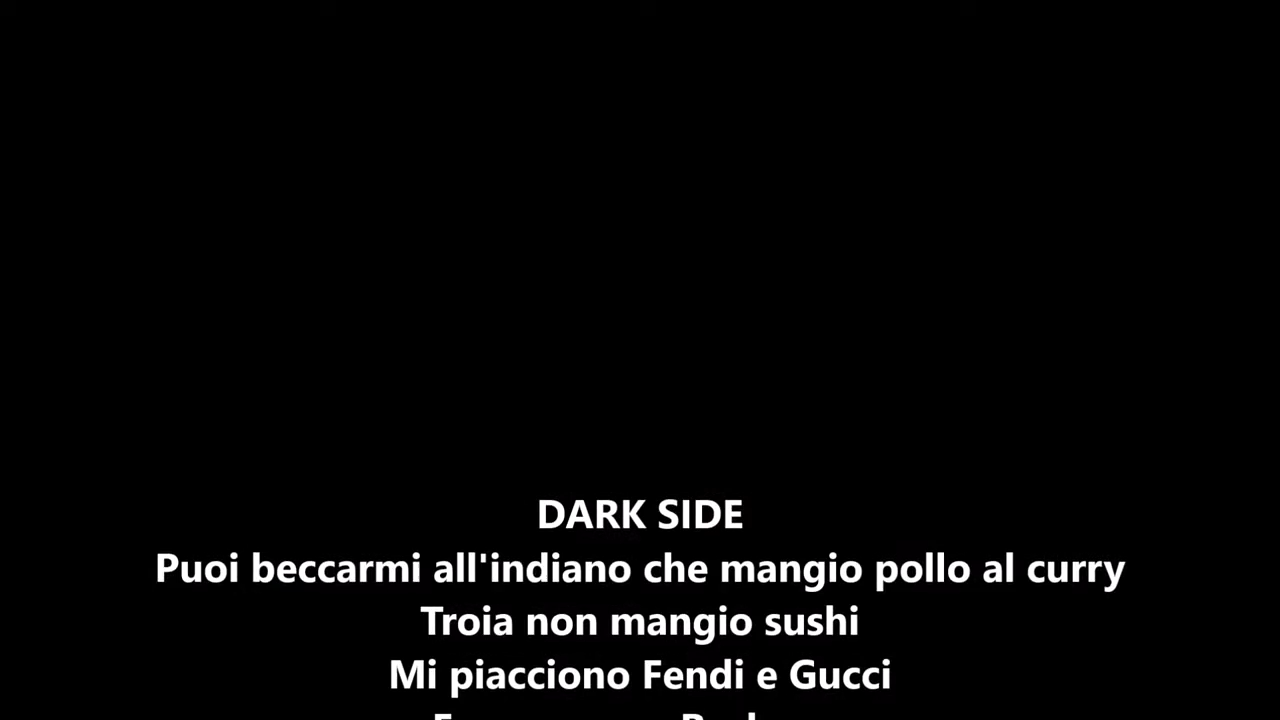 DARK SIDE
Puoi beccarmi all'indiano che mangio pollo al curry
Troia non mangio sushi
Mi piacciono Fendi e Gucci